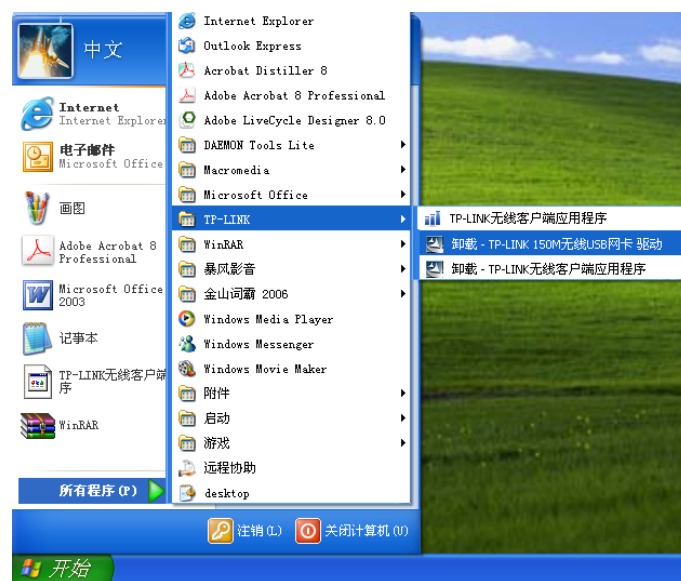 中文
Internet
Internet Explorer
电子邮件
Microsoft Office
画图
Adobe Acrobat 8
Professional
Microsoft Office
2003
记事本
TP-LINK无线客户端
序
WinRAR
所有程序(P)
Internet Explorer
Outlook Express
Acrobat Distiller 8
Adobe Acrobat 8 Professional
Adobe LiveCycle Designer 8.0
DAEMON Tools Lite
Macromedia
Microsoft Office
TP-LINK
WinRAR
暴风影音
金山词霸 2006
Windows Media Player
Windows Messenger
Windows Movie Maker
附件
启动
游戏
远程协助
desktop
TP-LINK无线客户端应用程序
卸载 - TP-LINK 150M无线USB网卡 驱动
卸载 - TP-LINK无线客户端应用程序
注销(L)
关闭计算机(U)
开始